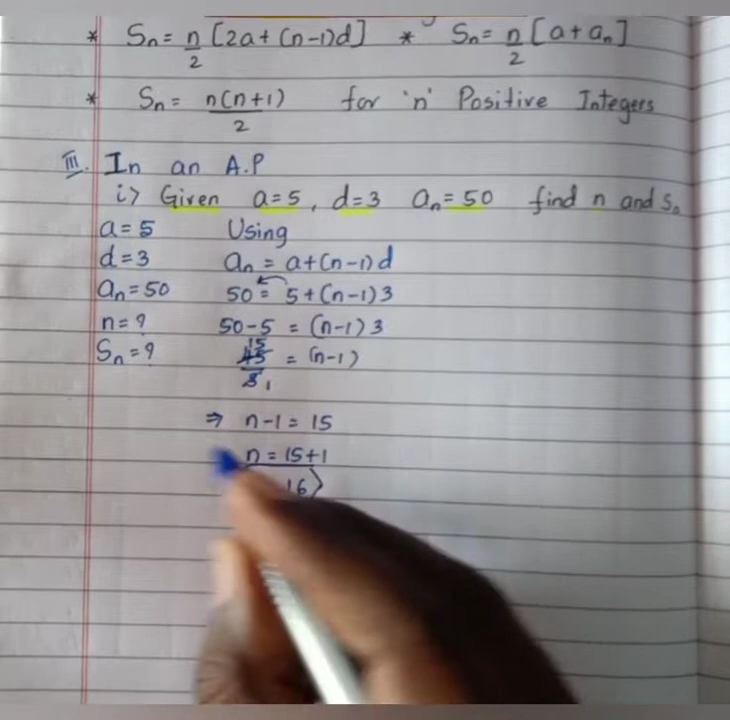 * Sn = n/2 [2a + (n-1)d] * Sn = n/2 [a + an]
* Sn = n(n+1)/2 for 'n' Positive Integers
III. In an A.P
i> Given a=5, d=3 an=50 find n and Sn
a=5 Using
d=3 an = a+(n-1)d
an=50 50 = 5+(n-1)3
n=? 50-5 = (n-1)3
Sn=? 15 45/3 1 = (n-1)
⇒ n-1 = 15
n = 15+1
16